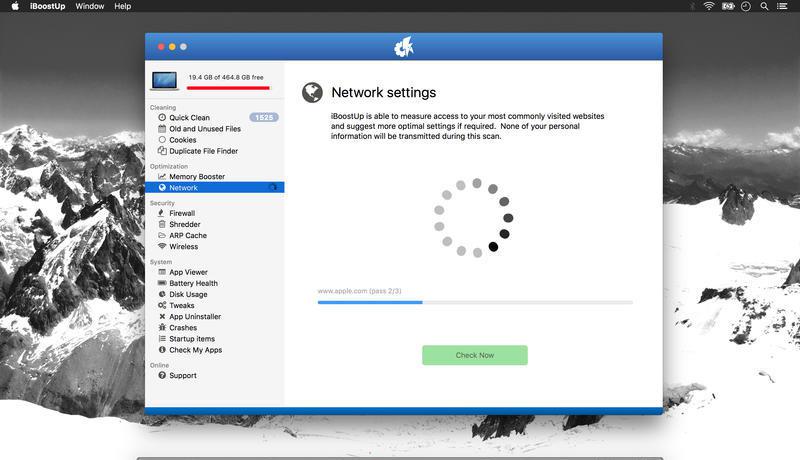 iBoostUp Window Help
19.4 GB of 464.8 GB free
Cleaning
Quick Clean 1525
Old and Unused Files
Cookies
Duplicate File Finder
Optimization
Memory Booster
Network
Security
Firewall
Shredder
ARP Cache
Wireless
System
App Viewer
Battery Health
Disk Usage
Tweaks
App Uninstaller
Crashes
Startup items
Check My Apps
Online
Support
Network settings
iBoostUp is able to measure access to your most commonly visited websites
and suggest more optimal settings if required. None of your personal
information will be transmitted during this scan.
www.apple.com (pass 2/3)
Check Now